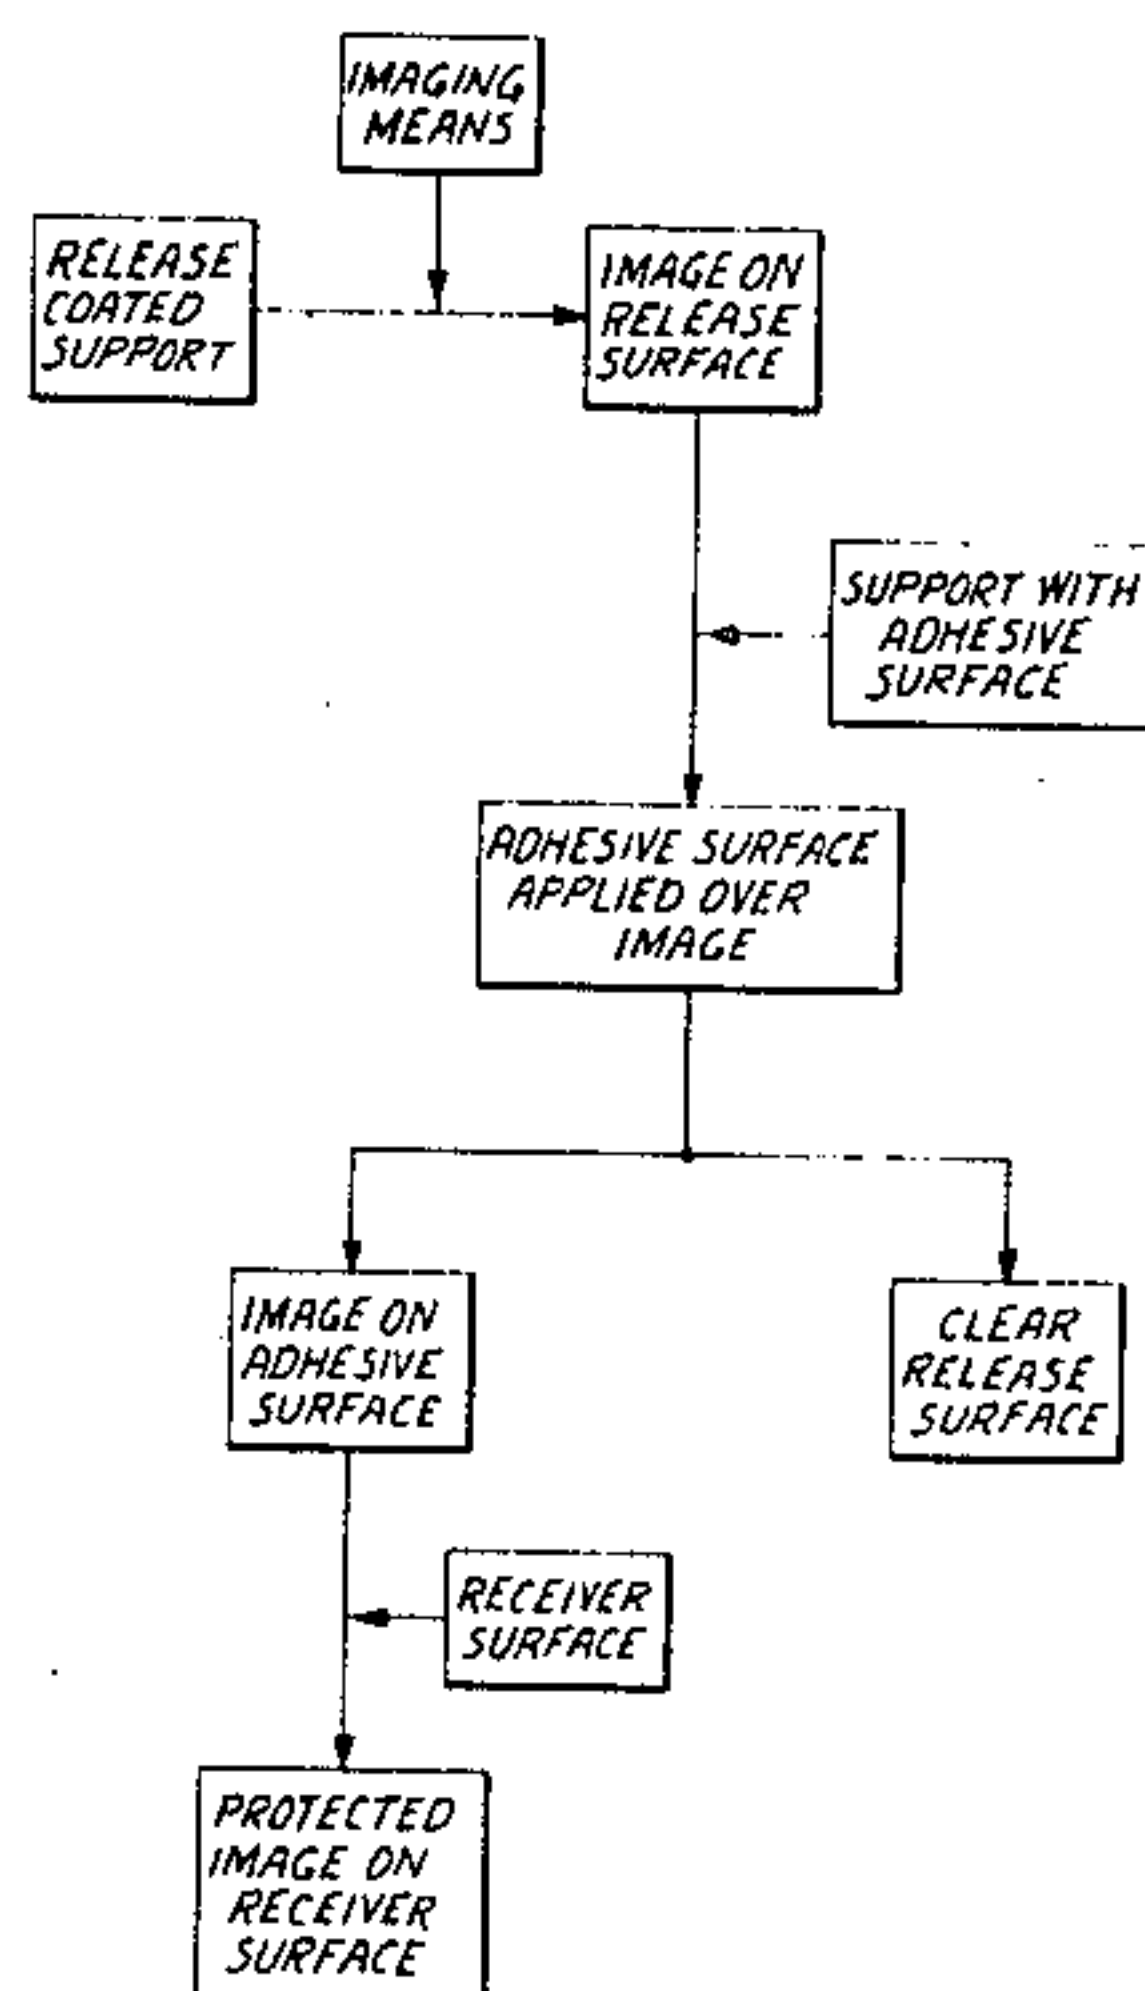 IMAGING
MEANS
RELEASE
COATED
SUPPORT
IMAGE ON
RELEASE
SURFACE
SUPPORT WITH
ADHESIVE
SURFACE
ADHESIVE SURFACE
APPLIED OVER
IMAGE
IMAGE ON
ADHESIVE
SURFACE
CLEAR
RELEASE
SURFACE
RECEIVER
SURFACE
PROTECTED
IMAGE ON
RECEIVER
SURFACE